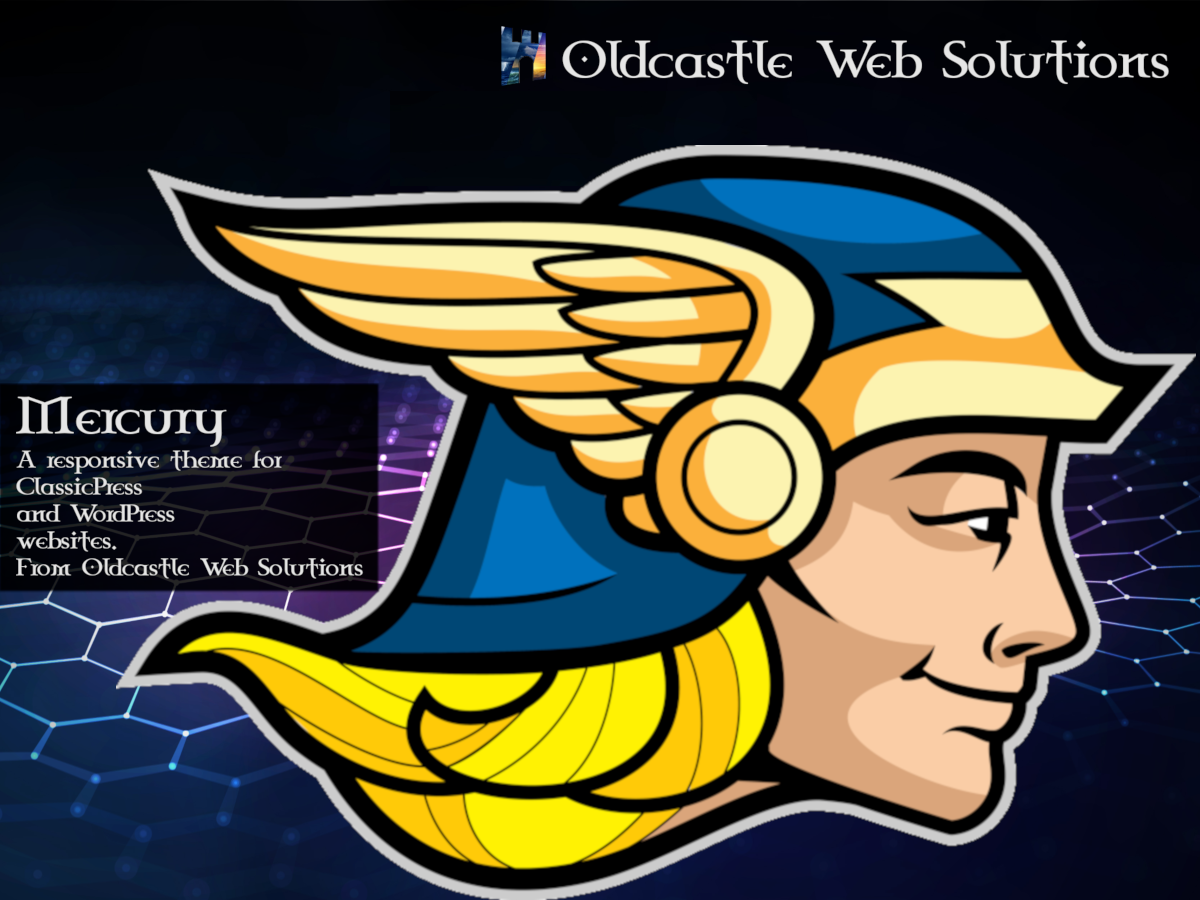 Oldcastle Web Solutions
Mercury
A responsive theme for
ClassicPress
and WordPress
websites.
From Oldcastle Web Solutions